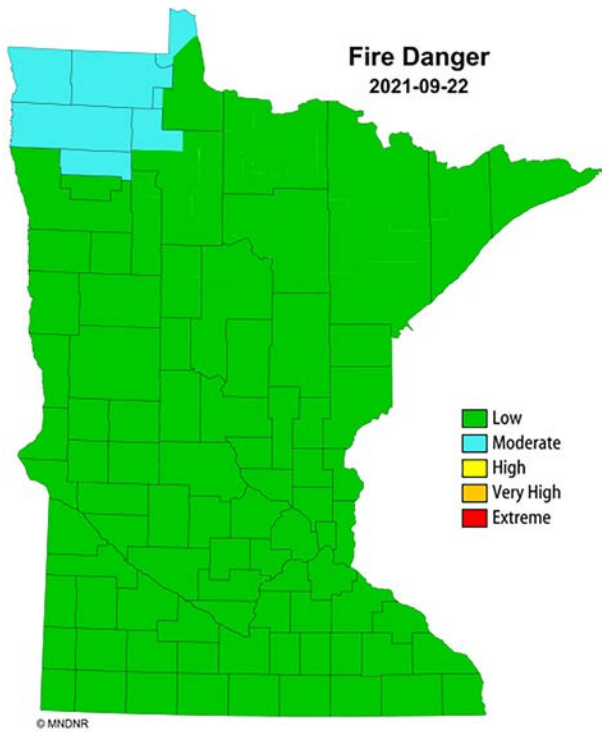 Fire Danger
2021-09-22
Low
Moderate
High
Very High
Extreme
© MNDNR